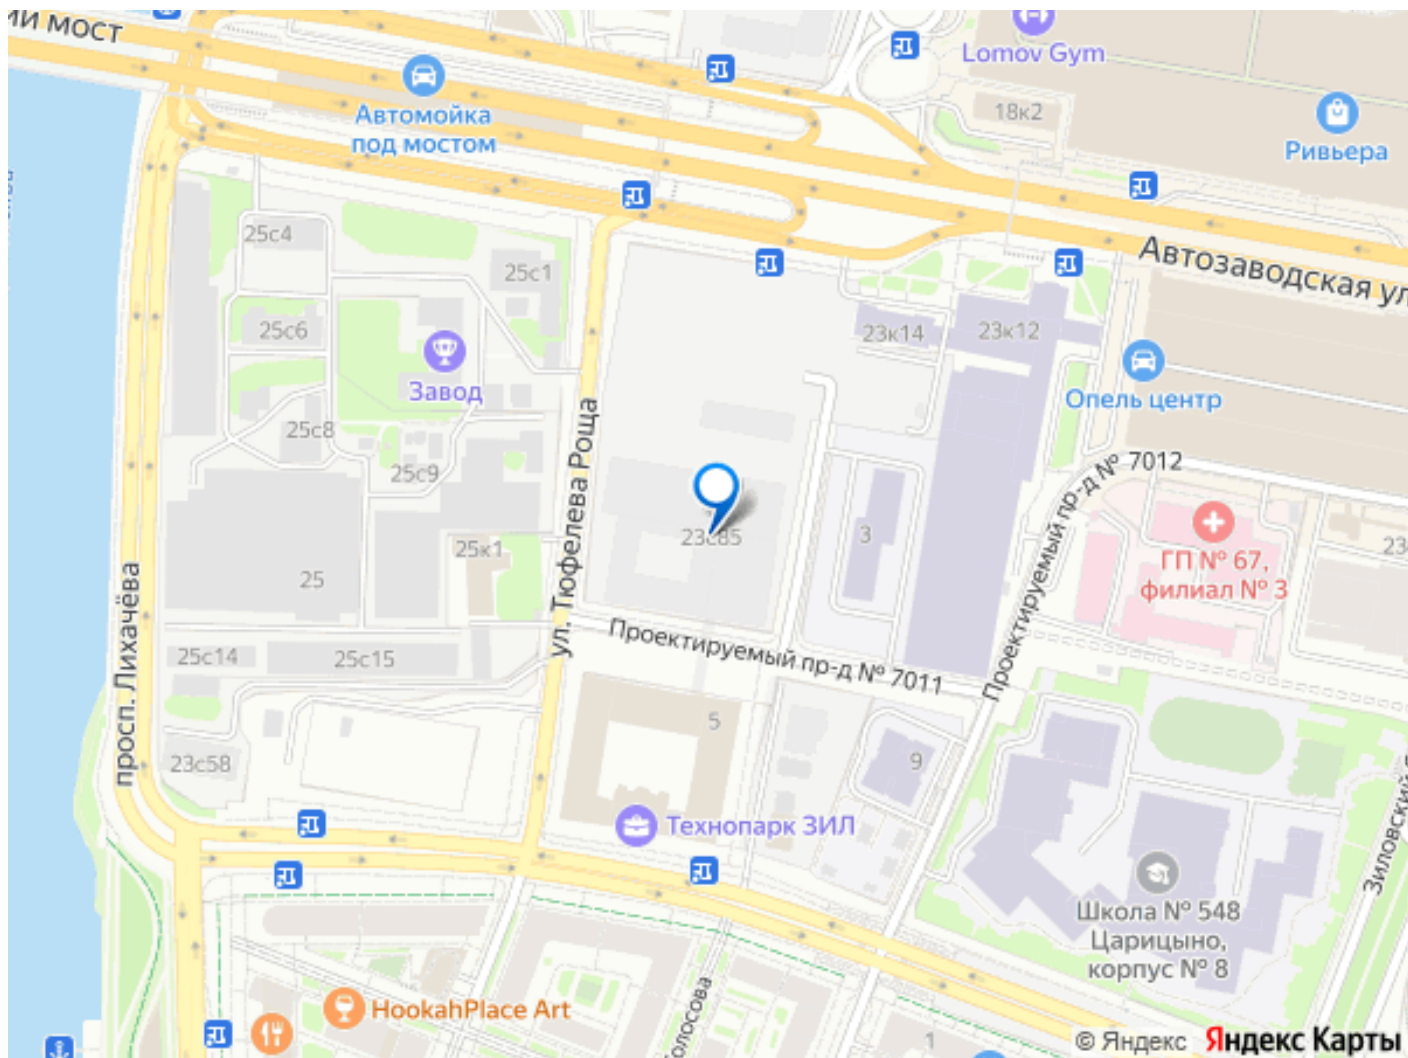 ий мост
Lomov Gym
Автомойка
под мостом
18к2
Ривьера
25с4
25с1
Автозаводская ул
25с6
23к14
23к12
Завод
Опель центр
25с8
25с9
ул. Тюфелева Роща
Проектируемый пр-д № 7012
23с85
3
25к1
25
ГП № 67,
филиал № 3
23
просп. Лихачёва
25с14
25с15
Проектируемый пр-д № 7011
5
9
23с58
Технопарк ЗИЛ
Зиловский
Школа № 548
Царицыно,
корпус № 8
HookahPlace Art
олосова
1
© Яндекс Яндекс Карты